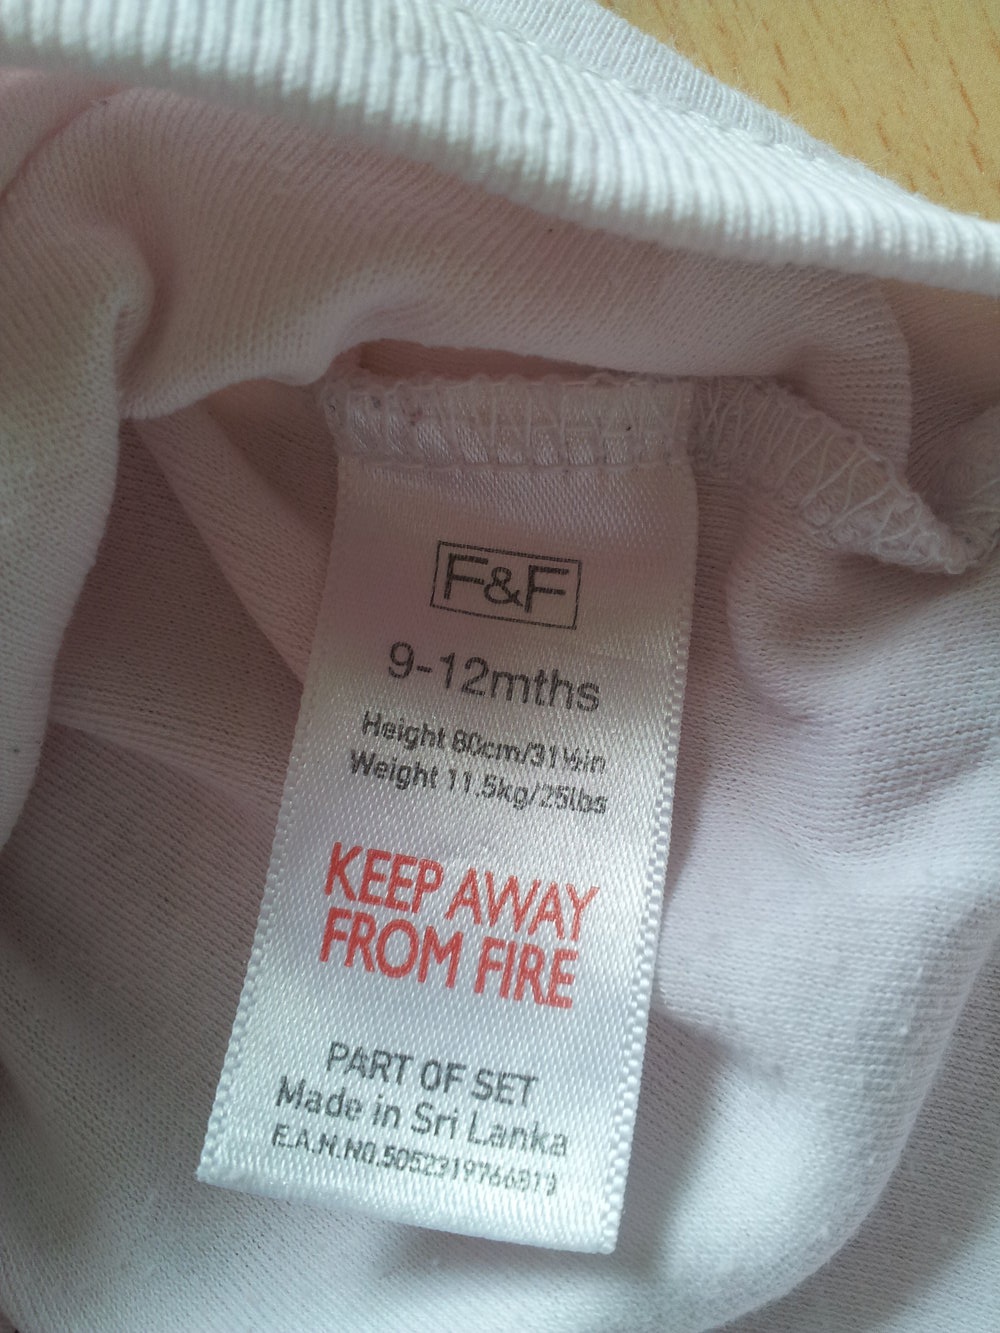 F&F
9-12mths
Height 80cm/31½in
Weight 11.5kg/25lbs
KEEP AWAY
FROM FIRE
PART OF SET
Made in Sri Lanka
E.A.N.NO.